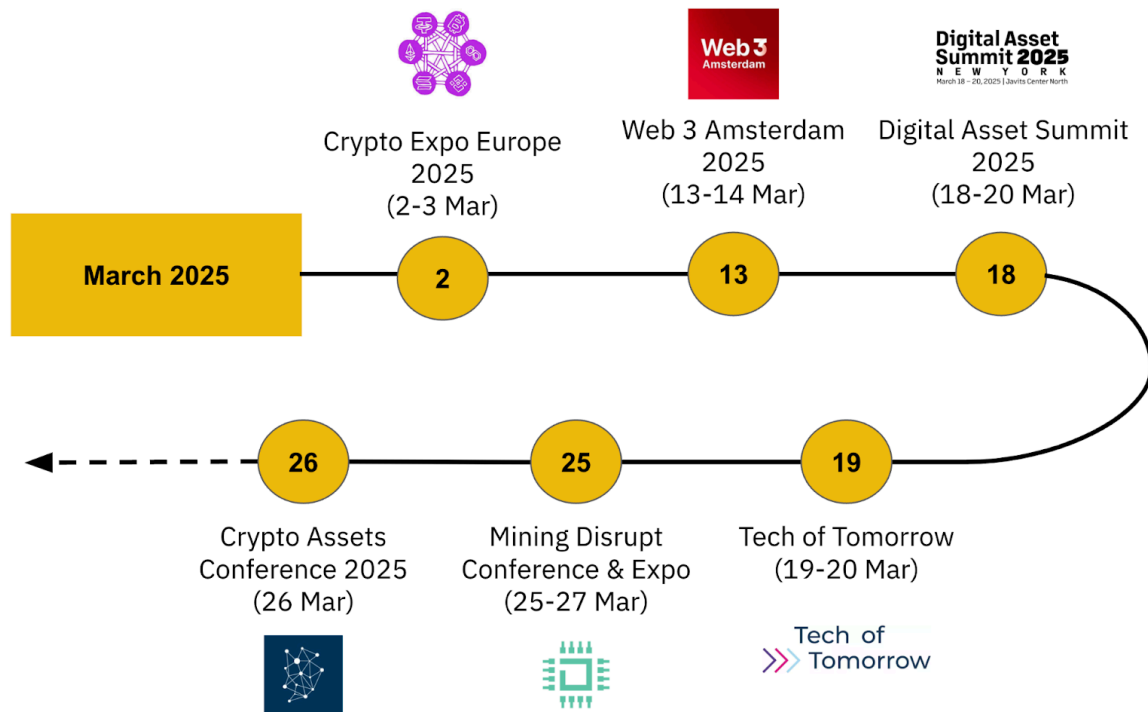 Web3
Amsterdam
Digital Asset
Summit 2025
NEW YORK
March 18 – 20, 2025 | Javits Center North
Crypto Expo Europe
2025
(2-3 Mar)
Web 3 Amsterdam
2025
(13-14 Mar)
Digital Asset Summit
2025
(18-20 Mar)
March 2025
2
13
18
26
25
19
Crypto Assets
Conference 2025
(26 Mar)
Mining Disrupt
Conference & Expo
(25-27 Mar)
Tech of Tomorrow
(19-20 Mar)
Tech of
Tomorrow